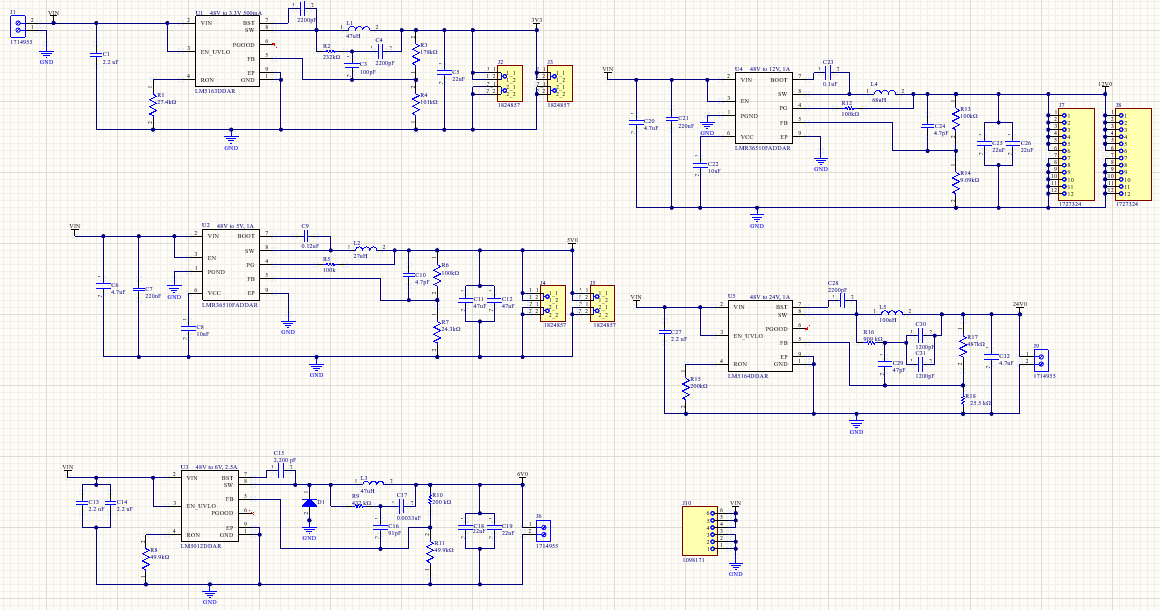 J1
VIN
1714955
GND
C1
2.2 uF
R1
27.4kΩ
U1 48V to 3.3V 500mA
VIN
EN_UVLO
RON
BST
SW
PGOOD
FB
EP
GND
LM5163DDAR
2200pF
L1
47uH
R2
232kΩ
C3
100pF
C4
2200pF
R3
178kΩ
R4
101kΩ
C5
22uF
GND
3V3
J2
1824857
J3
1824857
VIN
C20
4.7uF
C21
220nF
GND
C22
10uF
U4 48V to 12V, 1A
VIN
EN
PGND
VCC
BOOT
SW
PG
FB
EP
LMR36510FADDAR
GND
C23
0.1uF
L4
68uH
R12
100kΩ
C24
4.7pF
R13
100kΩ
R14
9.09kΩ
C25
22uF
C26
22uF
GND
12V0
J7
1727324
J8
1727324
VIN
C6
4.7uF
C7
220nF
GND
C8
10uF
U2 48V to 5V, 1A
VIN
EN
PGND
VCC
BOOT
SW
PG
FB
EP
LMR36510FADDAR
GND
C9
0.12uF
L2
27uH
R5
100k
C10
4.7pF
R6
100kΩ
R7
24.3kΩ
C11
47uF
C12
47uF
GND
5V0
J4
1824857
J5
1824857
VIN
C27
2.2 uF
R15
200kΩ
U5 48V to 24V, 1A
VIN
EN_UVLO
RON
BST
SW
PGOOD
FB
EP
GND
LM5164DDAR
C28
2200pF
L5
100uH
R16
C29
47pF
C30
1200pF
C31
1200pF
R17
487kΩ
R18
25.5 kΩ
C32
4.7uF
GND
24V0
J9
1714955
VIN
C13
2.2 uF
C14
2.2 uF
R8
49.9kΩ
U3 48V to 6V, 2.5A
VIN
EN_UVLO
RON
BST
SW
FB
PGOOD
EP
GND
LM5012DDAR
C15
2,200 pF
D1
GND
L3
47uH
R9
C16
91pF
C17
0.0033uF
R10
200 kΩ
R11
49.9kΩ
C18
22uF
C19
22uF
GND
6V0
J6
1714955
J10
1098171
VIN
GND